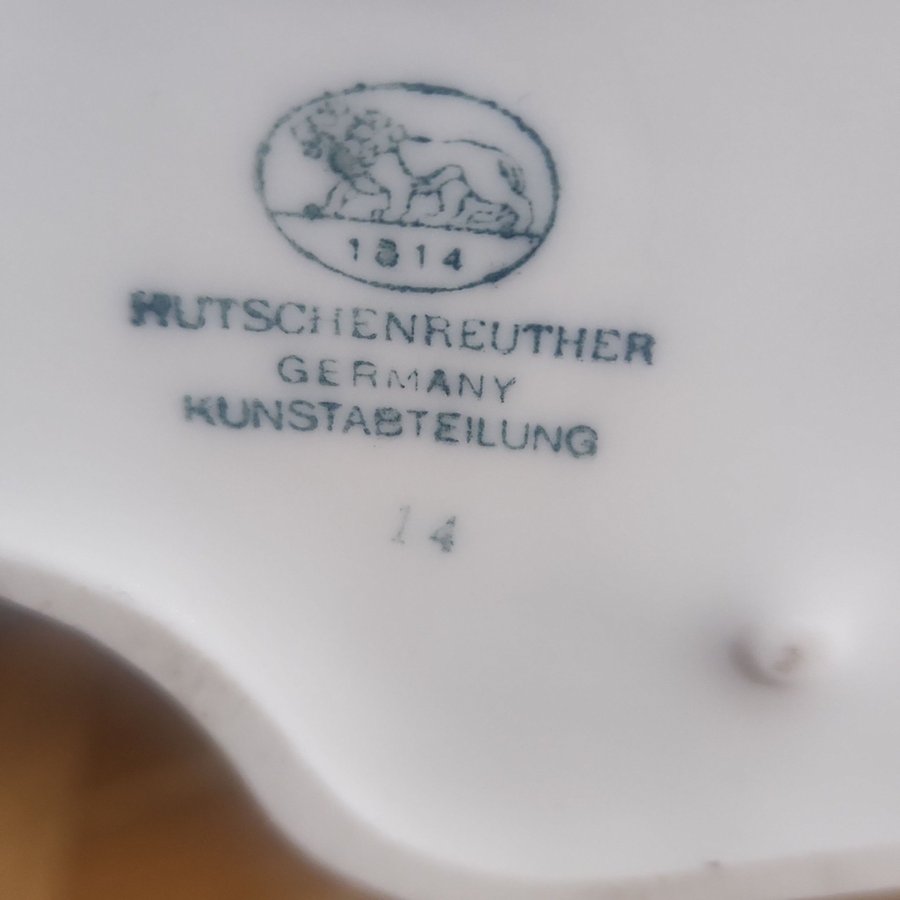 1814
HUTSCHENREUTHER
GERMANY
KUNSTABTEILUNG
14